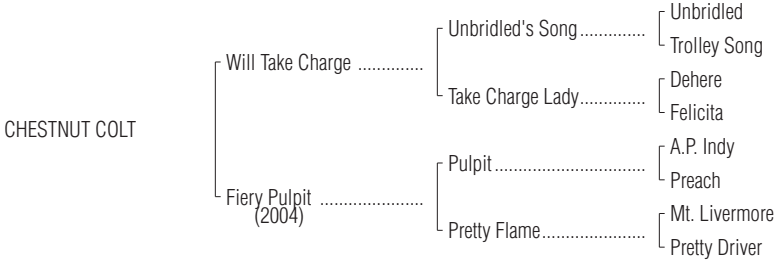 Unbridled
Unbridled's Song..............
Trolley Song
Will Take Charge ..............
Dehere
Take Charge Lady..............
Felicita
CHESTNUT COLT
A.P. Indy
Pulpit................................
Preach
Fiery Pulpit ......................
(2004)
Mt. Livermore
Pretty Flame......................
Pretty Driver